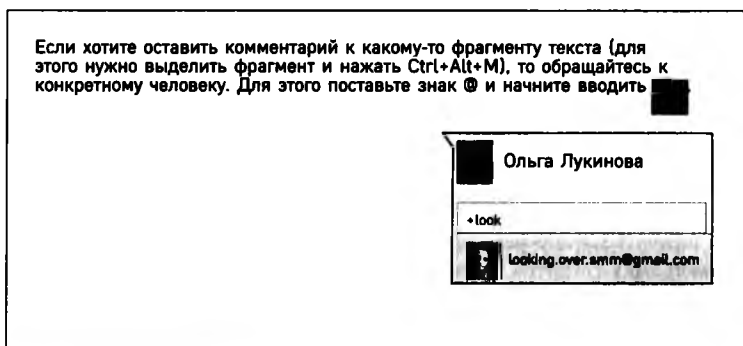 Если хотите оставить комментарий к какому-то фрагменту текста (для
этого нужно выделить фрагмент и нажать Ctrl+Alt+M), то обращайтесь к
конкретному человеку. Для этого поставьте знак @ и начните вводить
Ольга Лукинова
+look
looking.over.smm@gmail.com